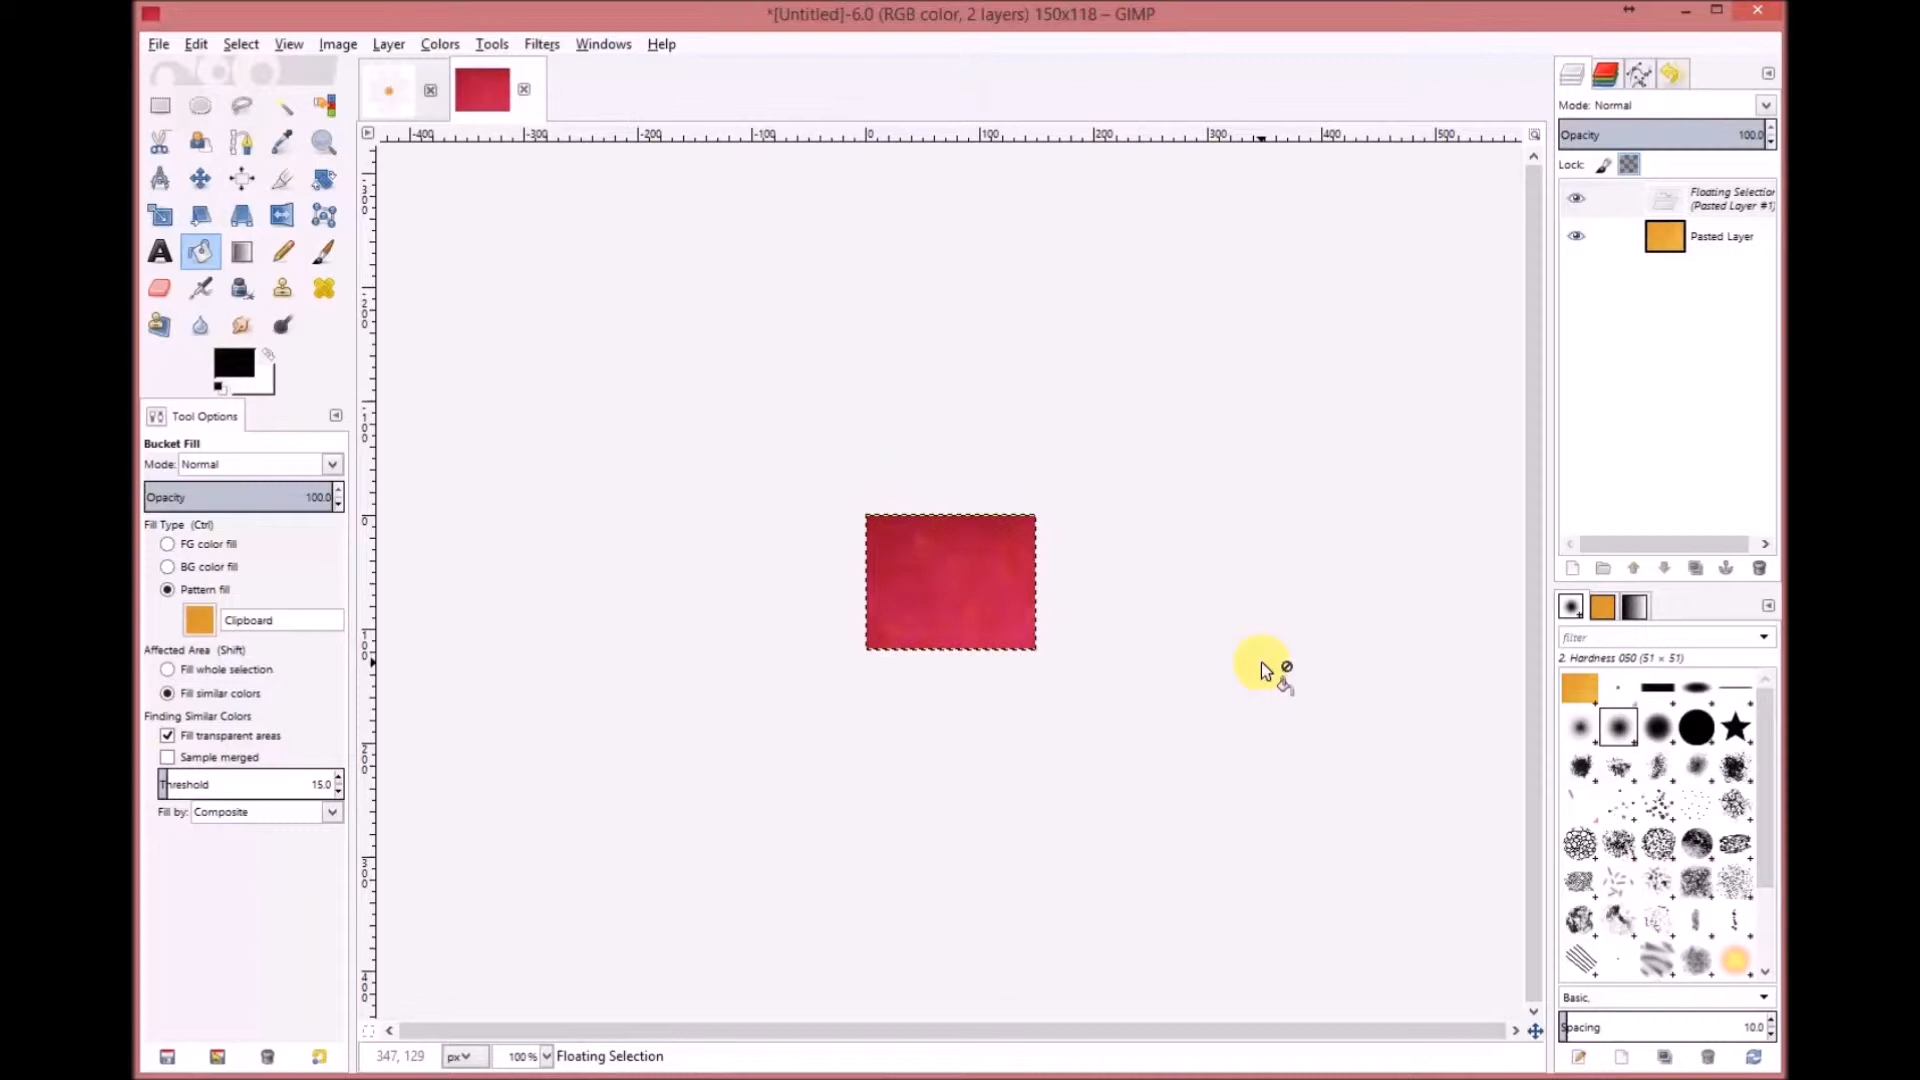 *[Untitled]-6.0 (RGB color, 2 layers) 150x118 – GIMP
File Edit Select View Image Layer Colors Tools Filters Windows Help
-400 -300 -200 -100 0 100 200 300 400 500
Mode: Normal
Opacity 100.0
Lock:
Floating Selection
(Pasted Layer #1)
Pasted Layer
Tool Options
Bucket Fill
Mode: Normal
Opacity 100.0
Fill Type (Ctrl)
FG color fill
BG color fill
Pattern fill
Clipboard
Affected Area (Shift)
Fill whole selection
Fill similar colors
Finding Similar Colors
Fill transparent areas
Sample merged
Threshold 15.0
Fill by: Composite
filter
2. Hardness 050 (51 × 51)
Basic,
Spacing 10.0
347, 129 px 100 % Floating Selection